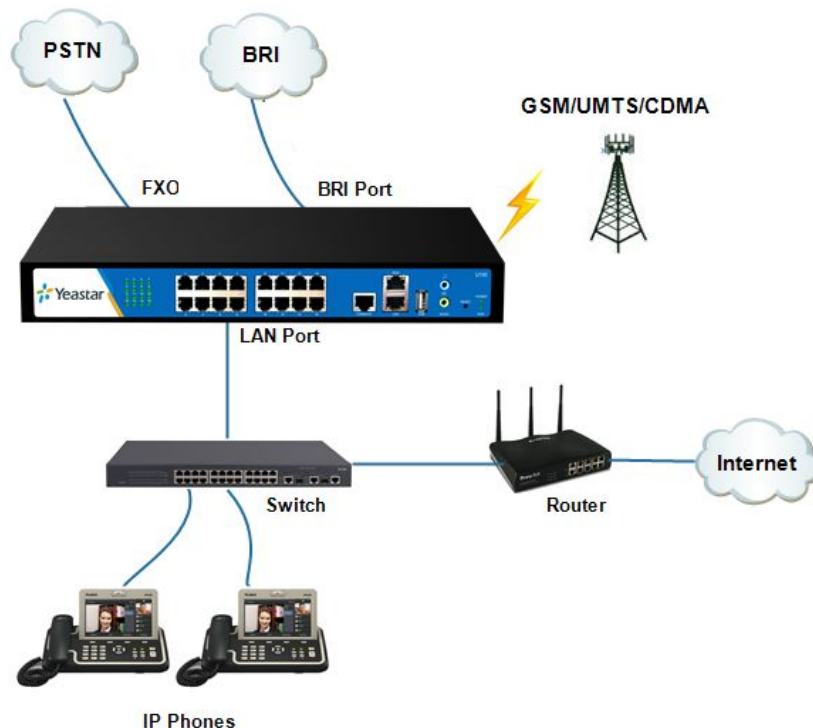 PSTN
BRI
GSM/UMTS/CDMA
FXO
BRI Port
Yeastar
LAN Port
Switch
Router
Internet
IP Phones